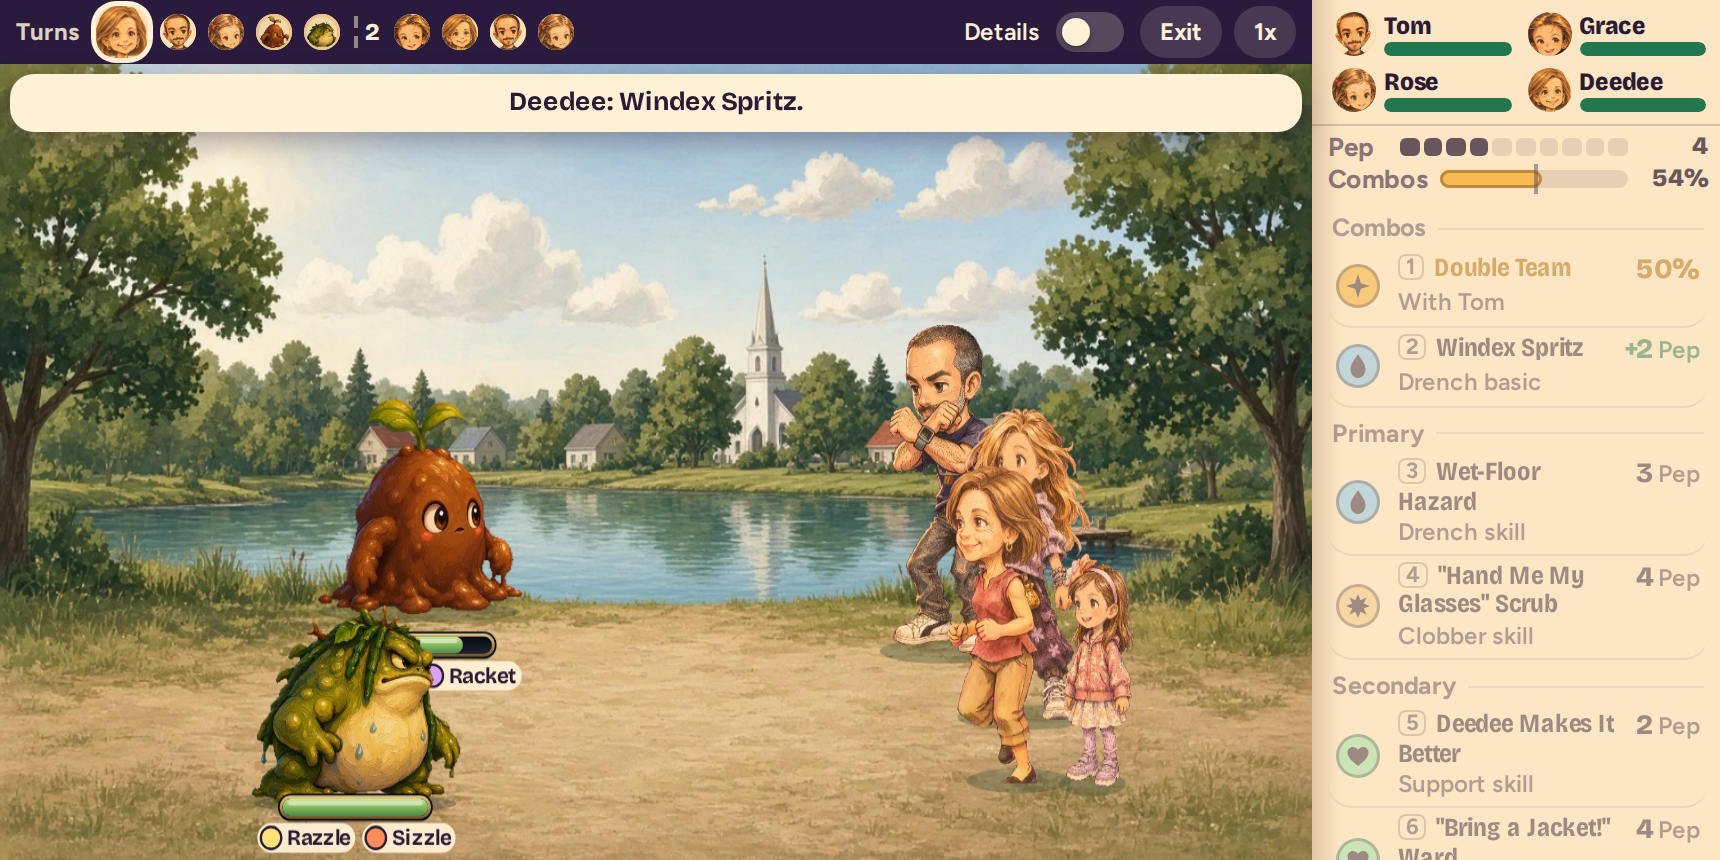 Turns
2
Details
Exit
1x
Deedee: Windex Spritz.
Racket
Razzle
Sizzle
Tom
Grace
Rose
Deedee
Pep
4
Combos
54%
Combos
1 Double Team 50%
With Tom
2 Windex Spritz +2 Pep
Drench basic
Primary
3 Wet-Floor 3 Pep
Hazard
Drench skill
4 "Hand Me My 4 Pep
Glasses" Scrub
Clobber skill
Secondary
5 Deedee Makes It 2 Pep
Better
Support skill
6 "Bring a Jacket!" 4 Pep
Ward